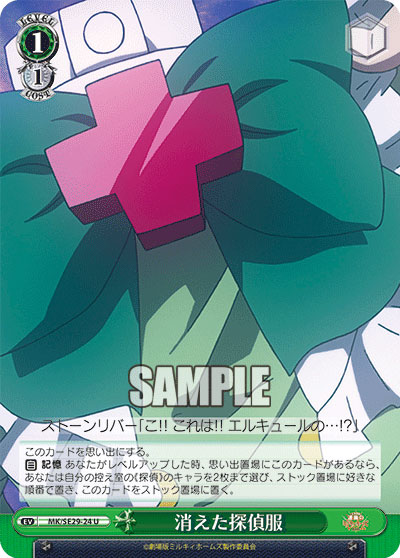 LEVEL
1
1
COST
SAMPLE
ストーンリバー「こ!! これは!! エルキュールの…!?」
このカードを思い出にする。
記憶 あなたがレベルアップした時、思い出置場にこのカードがあるなら、
あなたは自分の控え室の《探偵》のキャラを2枚まで選び、ストック置場に好きな
順番で置き、このカードをストック置場に置く。
EV MK/SE29-24 U
消えた探偵服
©劇場版ミルキィホームズ製作委員会